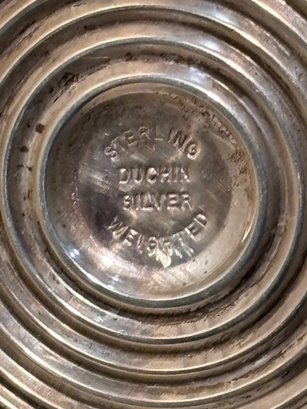 STERLING
DUCHIN
SILVER
WEIGHTED